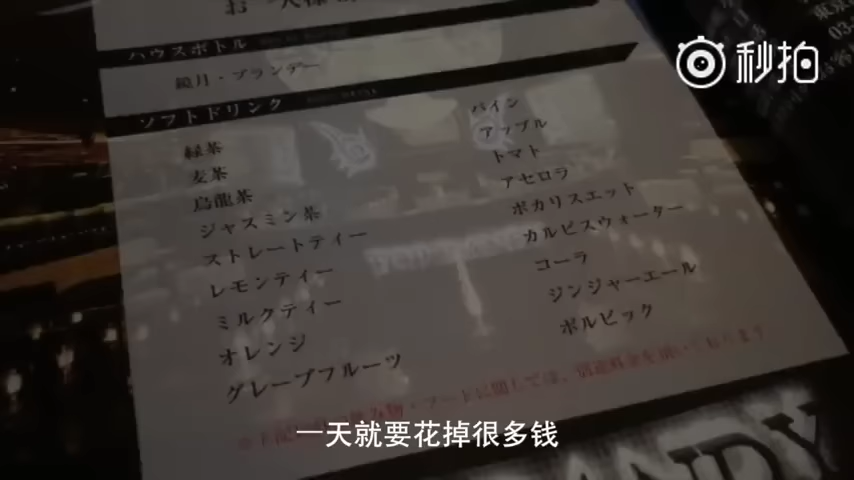 秒拍
ハウスボトル
鏡月・ブランデー
ソフトドリンク
緑茶
麦茶
烏龍茶
ジャスミン茶
ストレートティー
レモンティー
ミルクティー
オレンジ
グレープフルーツ
パイン
アップル
トマト
アセロラ
ポカリスエット
カルピスウォーター
コーラ
ジンジャーエール
ボルビック
一天就要花掉很多钱